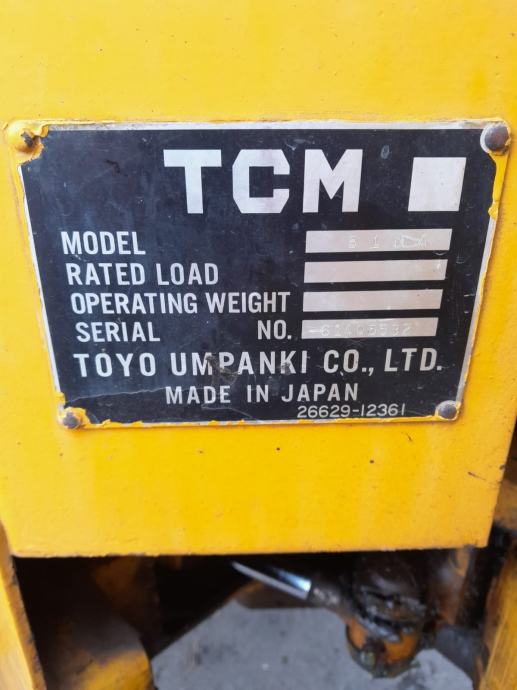 TCM
MODEL
RATED LOAD
OPERATING WEIGHT
SERIAL NO.
TOYO UMPANKI CO., LTD.
MADE IN JAPAN
26629-12361